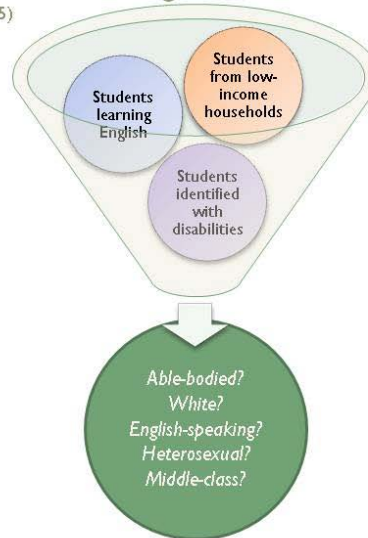 5)
Students
from low-
income
households
Students
learning
English
Students
identified
with
disabilities
Able-bodied?
White?
English-speaking?
Heterosexual?
Middle-class?